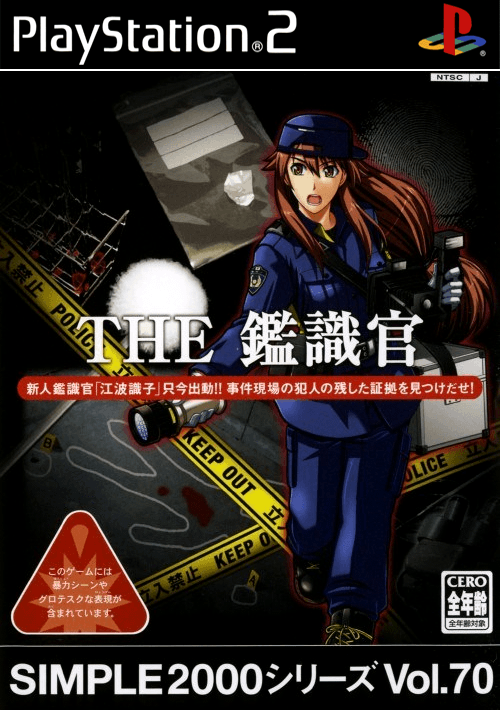 PlayStation®2
NTSC J
THE 鑑識官
新人鑑識官「江波識子」只今出動!! 事件現場の犯人の残した証拠を見つけだせ!
立入禁止 POLICE 立
KEEP OUT 立
POLICE
立入禁止 KEEP O
B
A
このゲームには
暴力シーンや
グロテスクな表現が
含まれています。
CERO
全年齢
全年齢対象
SIMPLE2000シリーズ Vol.70